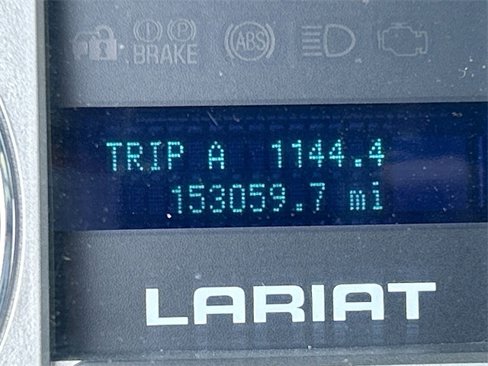 BRAKE ABS
TRIP A 1144.4
153059.7 mi
LARIAT